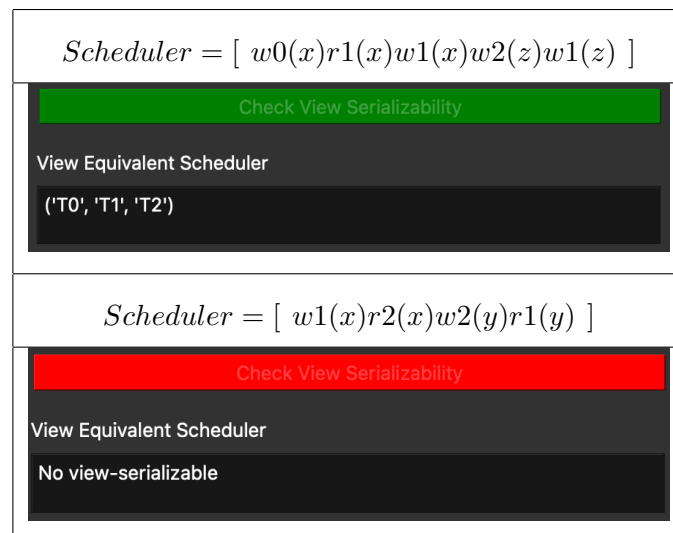 Scheduler = [ w0(x)r1(x)w1(x)w2(z)w1(z) ]
Check View Serializability
View Equivalent Scheduler
('T0', 'T1', 'T2')
Scheduler = [ w1(x)r2(x)w2(y)r1(y) ]
Check View Serializability
View Equivalent Scheduler
No view-serializable